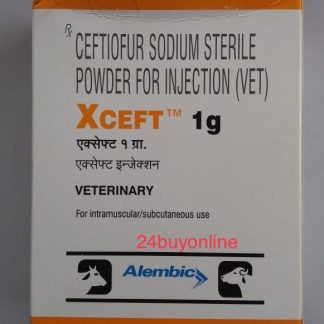 Rx
CEFTIOFUR SODIUM STERILE
POWDER FOR INJECTION (VET)
XCEFT™ 1g
एक्सेफ्ट १ ग्रा.
एक्सेफ्ट इन्जेक्शन
VETERINARY
For intramuscular/subcutaneous use
24buyonline
Alembic